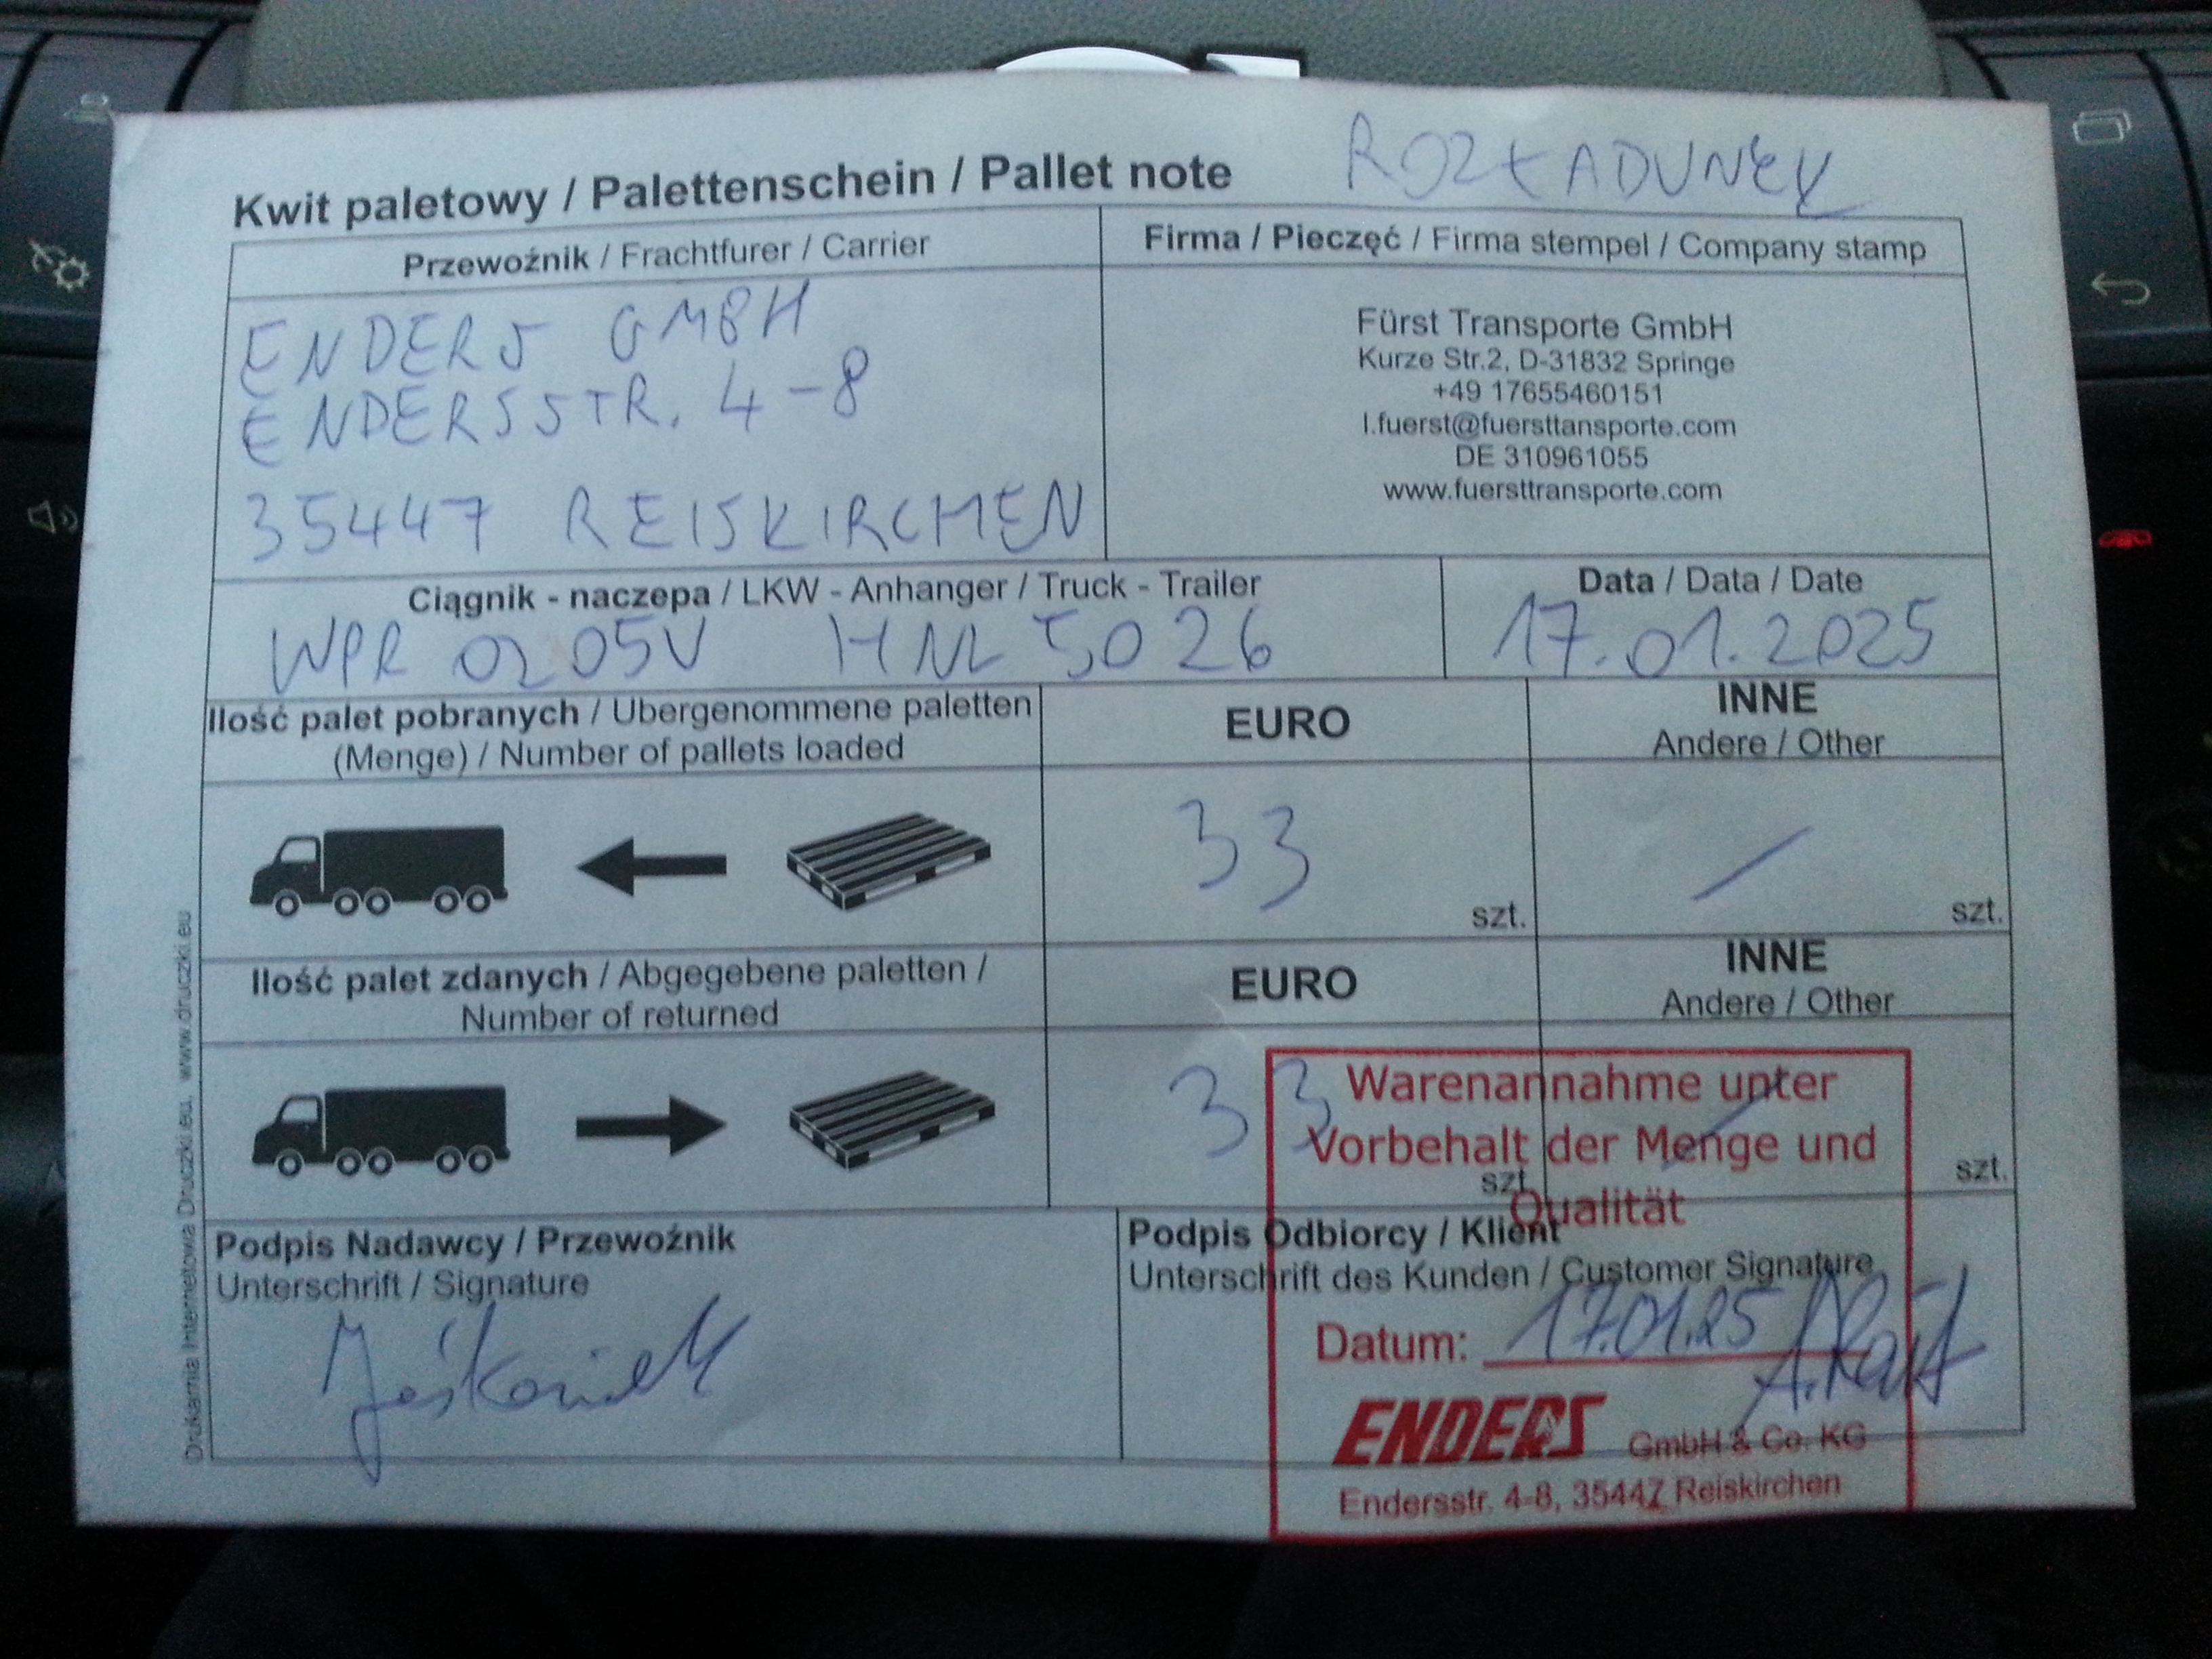 Kwit paletowy / Palettenschein / Pallet note
ROZŁADUNEK
Przewoźnik / Frachtfurer / Carrier
Firma / Pieczęć / Firma stempel / Company stamp
ENDERS GMBH
ENDERSSTR. 4-8
35447 REISKIRCHEN
Fürst Transporte GmbH
Kurze Str.2, D-31832 Springe
+49 17655460151
l.fuerst@fuersttansporte.com
DE 310961055
www.fuersttransporte.com
Ciągnik - naczepa / LKW - Anhanger / Truck - Trailer
Data / Data / Date
WPR 0205V HNL 5026
17.01.2025
Ilość palet pobranych / Ubergenommene paletten
(Menge) / Number of pallets loaded
EURO
INNE
Andere / Other
33
szt.
szt.
Ilość palet zdanych / Abgegebene paletten /
Number of returned
EURO
INNE
Andere / Other
33
szt.
szt.
Warenannahme unter
Vorbehalt der Menge und
Qualität
Podpis Nadawcy / Przewoźnik
Unterschrift / Signature
Podpis Odbiorcy / Klient
Unterschrift des Kunden / Customer Signature
Datum: 17.01.25
ENDERS GmbH & Co. KG
Endersstr. 4-8, 35447 Reiskirchen
Drukarnia Internetowa Druczki.eu, www.druczki.eu